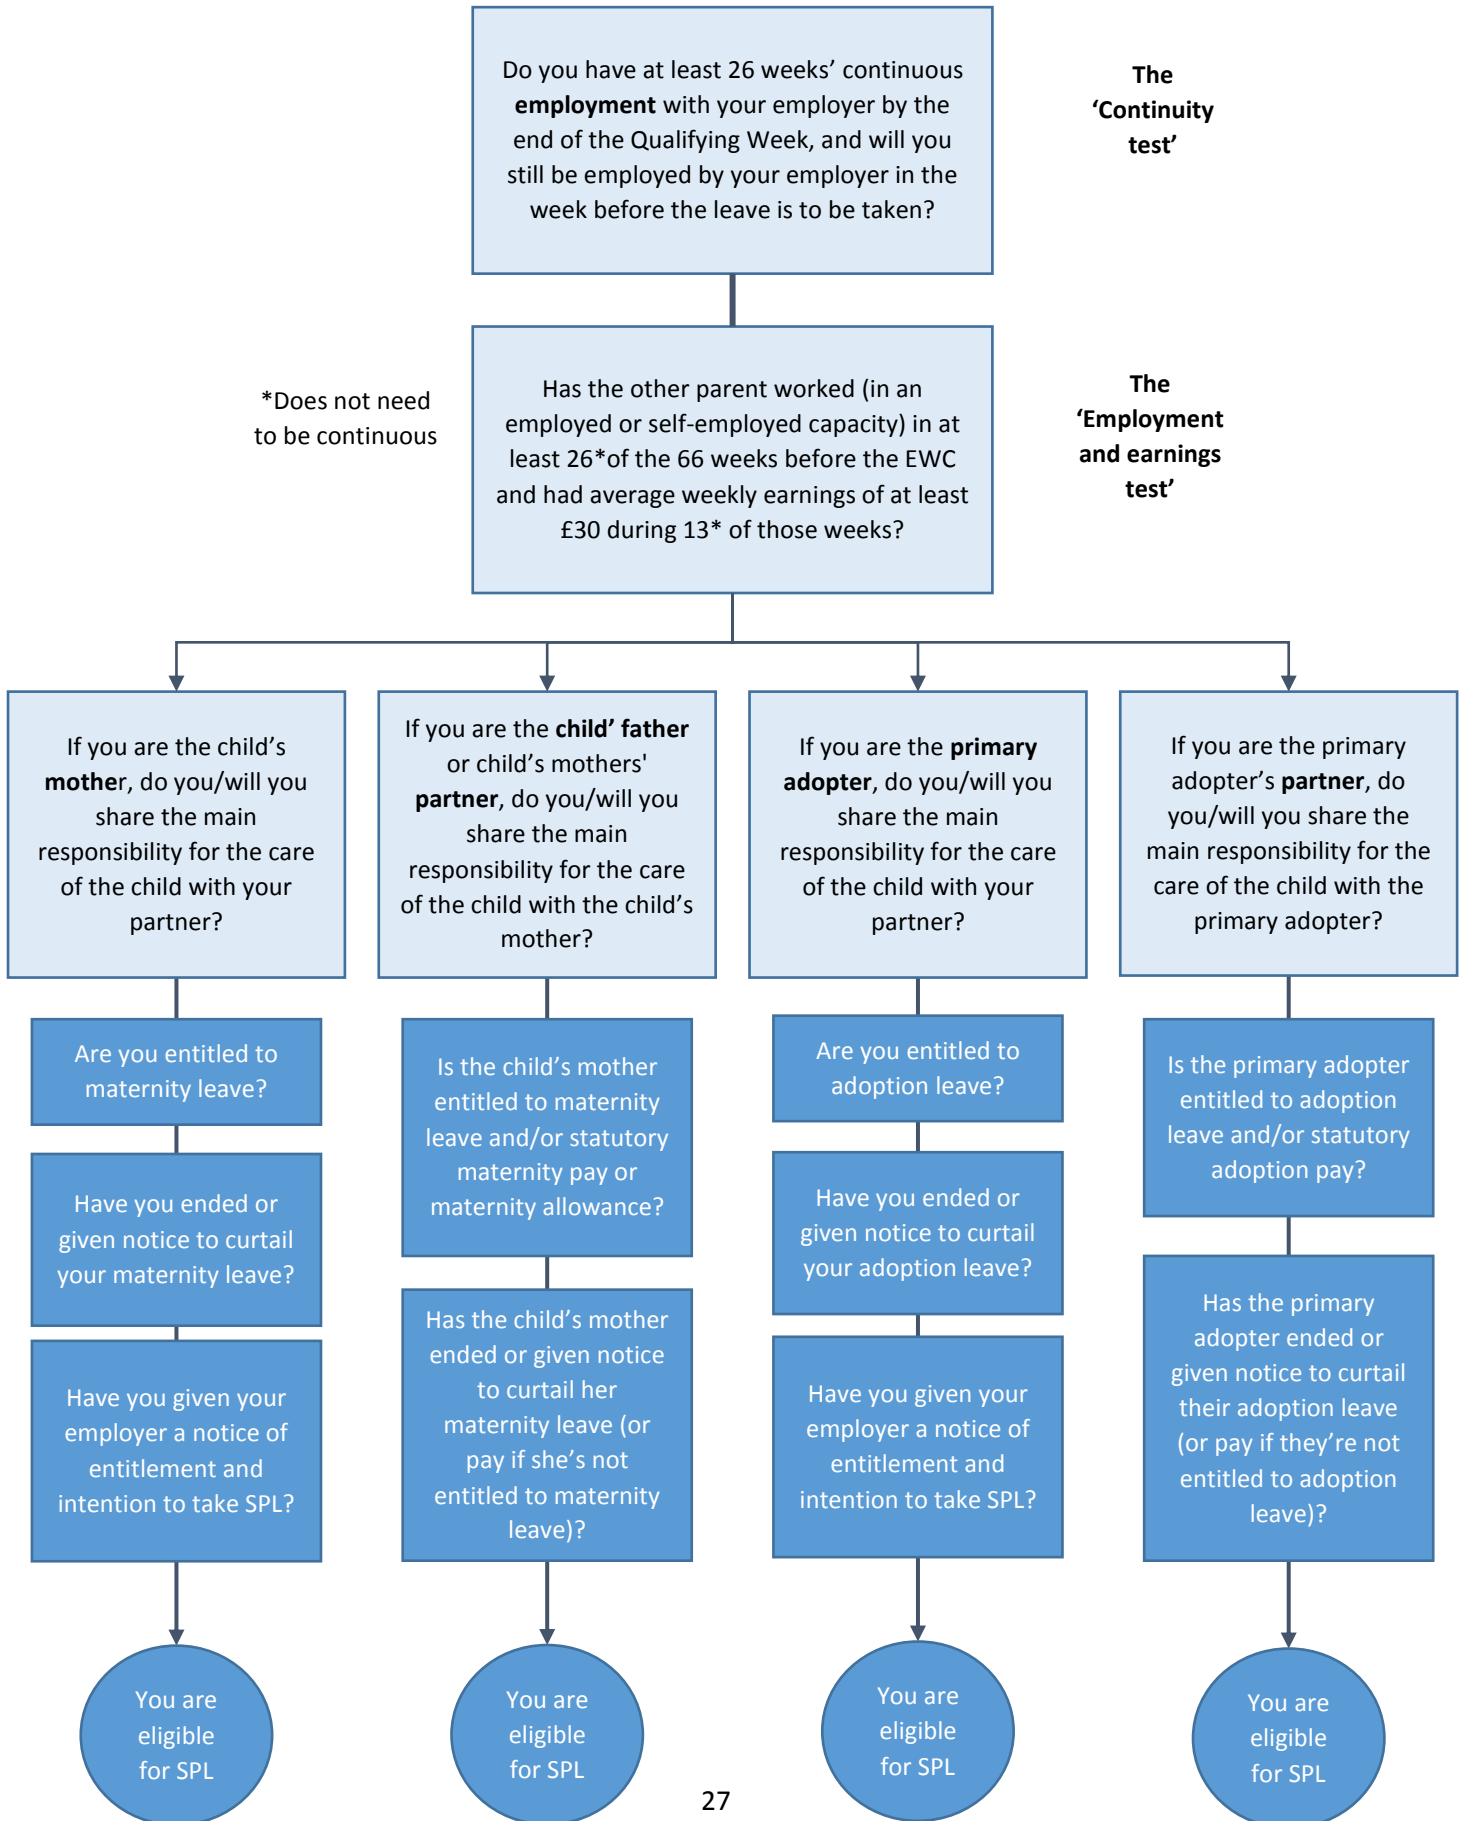 Do you have at least 26 weeks’ continuous
employment with your employer by the
end of the Qualifying Week, and will you
still be employed by your employer in the
week before the leave is to be taken?
The
‘Continuity
test’
*Does not need
to be continuous
Has the other parent worked (in an
employed or self-employed capacity) in at
least 26*of the 66 weeks before the EWC
and had average weekly earnings of at least
£30 during 13* of those weeks?
The
‘Employment
and earnings
test’
If you are the child’s
mother, do you/will you
share the main
responsibility for the care
of the child with your
partner?
Are you entitled to
maternity leave?
Have you ended or
given notice to curtail
your maternity leave?
Have you given your
employer a notice of
entitlement and
intention to take SPL?
You are
eligible
for SPL
If you are the child’ father
or child’s mothers'
partner, do you/will you
share the main
responsibility for the care
of the child with the child’s
mother?
Is the child’s mother
entitled to maternity
leave and/or statutory
maternity pay or
maternity allowance?
Has the child’s mother
ended or given notice
to curtail her
maternity leave (or
pay if she’s not
entitled to maternity
leave)?
You are
eligible
for SPL
If you are the primary
adopter, do you/will you
share the main
responsibility for the care
of the child with your
partner?
Are you entitled to
adoption leave?
Have you ended or
given notice to curtail
your adoption leave?
Have you given your
employer a notice of
entitlement and
intention to take SPL?
You are
eligible
for SPL
If you are the primary
adopter’s partner, do
you/will you share the
main responsibility for the
care of the child with the
primary adopter?
Is the primary adopter
entitled to adoption
leave and/or statutory
adoption pay?
Has the primary
adopter ended or
given notice to curtail
their adoption leave
(or pay if they’re not
entitled to adoption
leave)?
You are
eligible
for SPL
27